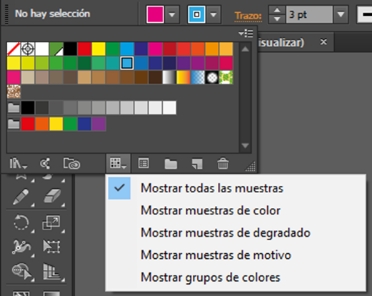 No hay selección
Trazo:
3 pt
isualizar)
Mostrar todas las muestras
Mostrar muestras de color
Mostrar muestras de degradado
Mostrar muestras de motivo
Mostrar grupos de colores